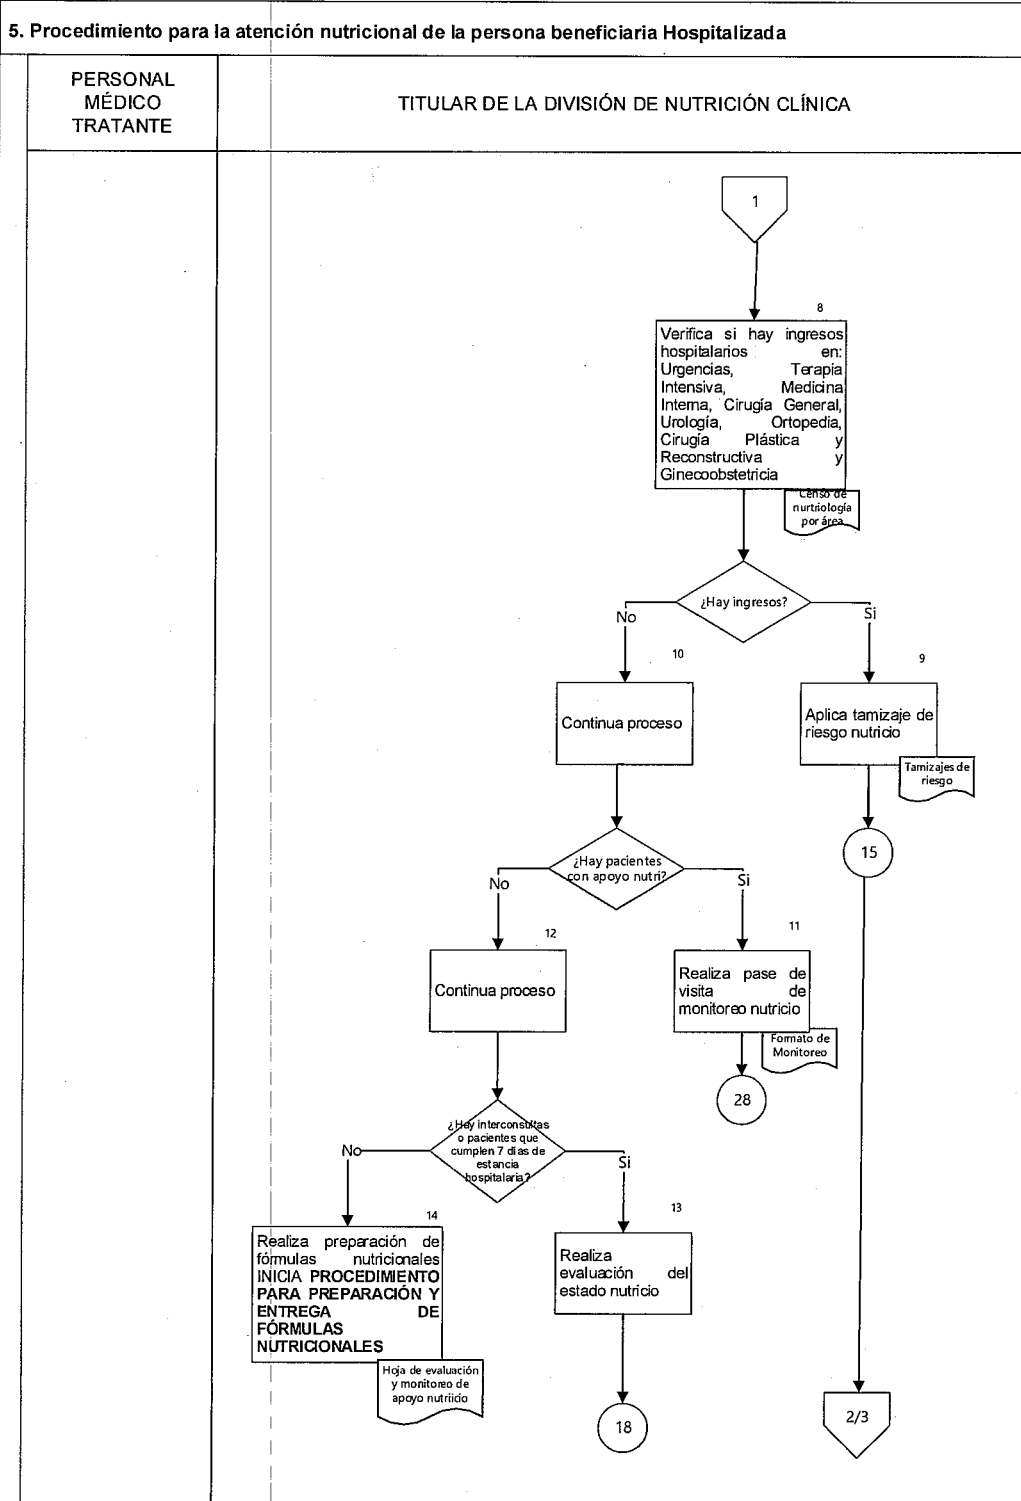 5. Procedimiento para la atención nutricional de la persona beneficiaria Hospitalizada
PERSONAL
MÉDICO
TRATANTE
TITULAR DE LA DIVISIÓN DE NUTRICIÓN CLÍNICA
1
8
Verifica si hay ingresos
hospitalarios en:
Urgencias, Terapia
Intensiva, Medicina
Interna, Cirugía General,
Urología, Ortopedia,
Cirugía Plástica y
Reconstructiva y
Ginecoobstetricia
Censo de
nurtriología
por área
¿Hay ingresos?
No
Si
10
9
Continua proceso
Aplica tamizaje de
riesgo nutricio
Tamizajes de
riesgo
15
¿Hay pacientes
con apoyo nutri?
No
Si
12
11
Continua proceso
Realiza pase de
visita de
monitoreo nutricio
Formato de
Monitoreo
28
¿Hay interconsultas
o pacientes que
cumplen 7 días de
estancia
hospitalaria?
No
Si
14
13
Realiza preparación de
fórmulas nutricionales
INICIA PROCEDIMIENTO
PARA PREPARACIÓN Y
ENTREGA DE
FÓRMULAS
NUTRICIONALES
Realiza
evaluación del
estado nutricio
Hoja de evaluación
y monitoreo de
apoyo nutriicio
18
2/3